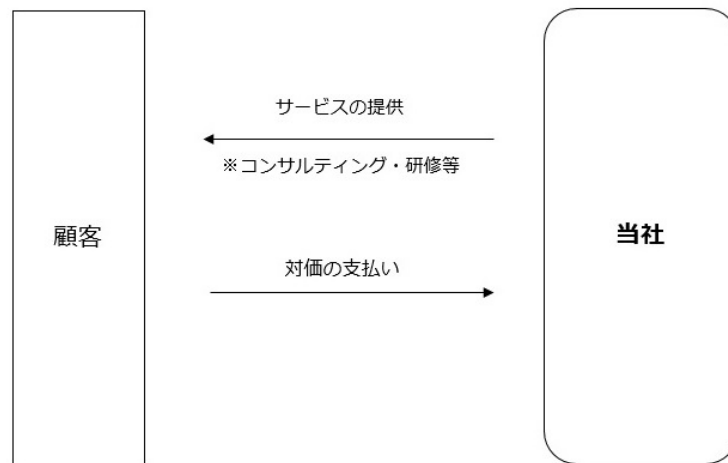 サービスの提供
※コンサルティング・研修等
顧客
当社
対価の支払い